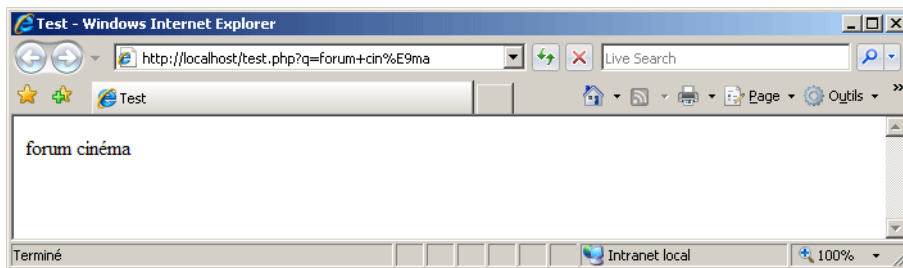 Test - Windows Internet Explorer
http://localhost/test.php?q=forum+cin%E9ma
Live Search
Test
Page
Outils
»
forum cinéma
Terminé
Intranet local
100%